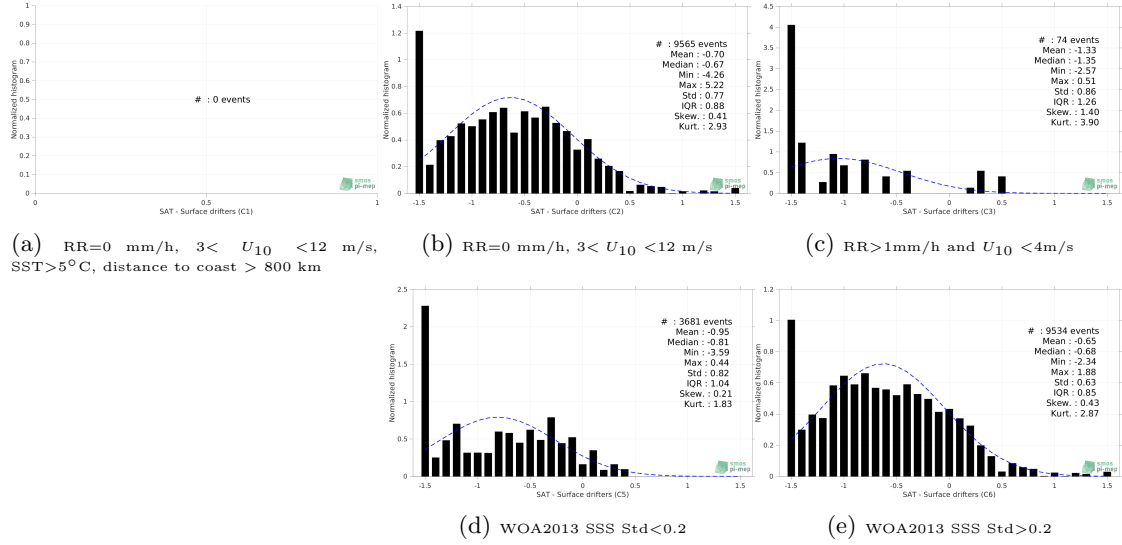 1
0.9
0.8
0.7
0.6
0.5
0.4
0.3
0.2
0.1
0
Normalized histogram
# : 0 events
smos
pi-mep
0 0.5 1
SAT - Surface drifters (C1)
(a) RR=0 mm/h, 3< U10 <12 m/s,
SST>5°C, distance to coast > 800 km
1.4
1.2
1
0.8
0.6
0.4
0.2
0
Normalized histogram
# : 9565 events
Mean : -0.70
Median : -0.67
Min : -4.26
Max : 5.22
Std : 0.77
IQR : 0.88
Skew. : 0.41
Kurt. : 2.93
smos
pi-mep
-1.5 -1 -0.5 0 0.5 1 1.5
SAT - Surface drifters (C2)
(b) RR=0 mm/h, 3< U10 <12 m/s
4.5
4
3.5
3
2.5
2
1.5
1
0.5
0
Normalized histogram
# : 74 events
Mean : -1.33
Median : -1.35
Min : -2.57
Max : 0.51
Std : 0.86
IQR : 1.26
Skew. : 1.40
Kurt. : 3.90
smos
pi-mep
-1.5 -1 -0.5 0 0.5 1 1.5
SAT - Surface drifters (C3)
(c) RR>1mm/h and U10 <4m/s
2.5
2
1.5
1
0.5
0
Normalized histogram
# : 3681 events
Mean : -0.95
Median : -0.81
Min : -3.59
Max : 0.44
Std : 0.82
IQR : 1.04
Skew. : 0.21
Kurt. : 1.83
smos
pi-mep
-1.5 -1 -0.5 0 0.5 1 1.5
SAT - Surface drifters (C5)
(d) WOA2013 SSS Std<0.2
1.2
1
0.8
0.6
0.4
0.2
0
Normalized histogram
# : 9534 events
Mean : -0.65
Median : -0.68
Min : -2.34
Max : 1.88
Std : 0.63
IQR : 0.85
Skew. : 0.43
Kurt. : 2.87
smos
pi-mep
-1.5 -1 -0.5 0 0.5 1 1.5
SAT - Surface drifters (C6)
(e) WOA2013 SSS Std>0.2